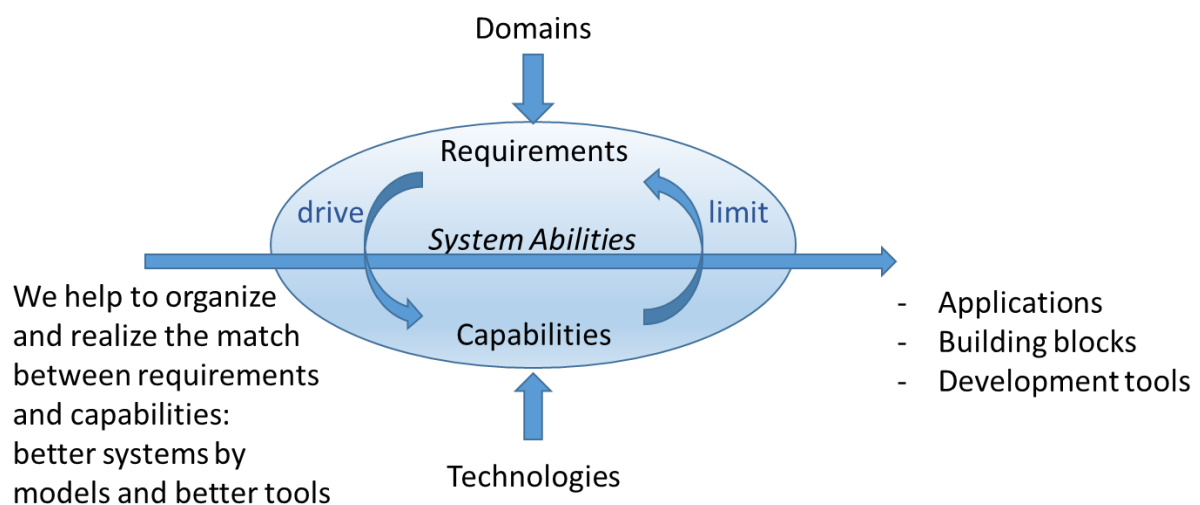 Domains
Requirements
drive
limit
System Abilities
Capabilities
Technologies
We help to organize
and realize the match
between requirements
and capabilities:
better systems by
models and better tools
- Applications
- Building blocks
- Development tools